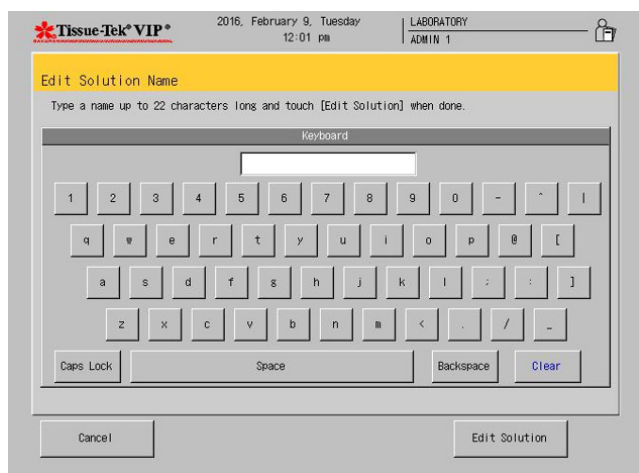 Tissue-Tek® VIP®
2016, February 9, Tuesday
12:01 pm
LABORATORY
ADMIN 1
Edit Solution Name
Type a name up to 22 characters long and touch [Edit Solution] when done.
Keyboard
1 2 3 4 5 6 7 8 9 0 - ^ |
q w e r t y u i o p @ [
a s d f g h j k l ; : ]
z x c v b n m < . / _
Caps Lock Space Backspace Clear
Cancel Edit Solution